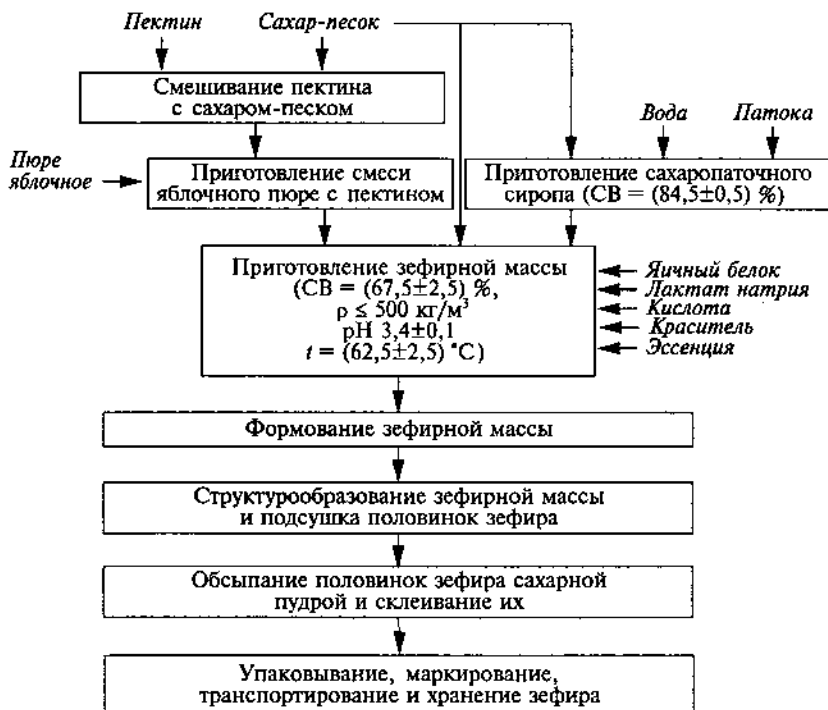 Пектин
Сахар-песок
Смешивание пектина
с сахаром-песком
Вода
Патока
Пюре
яблочное
Приготовление смеси
яблочного пюре с пектином
Приготовление сахаропаточного
сиропа (СВ = (84,5±0,5) %)
Приготовление зефирной массы
(СВ = (67,5±2,5) %,
ρ ≤ 500 кг/м³
рН 3,4±0,1
t = (62,5±2,5) °С)
Яичный белок
Лактат натрия
Кислота
Краситель
Эссенция
Формование зефирной массы
Структурообразование зефирной массы
и подсушка половинок зефира
Обсыпание половинок зефира сахарной
пудрой и склеивание их
Упаковывание, маркирование,
транспортирование и хранение зефира